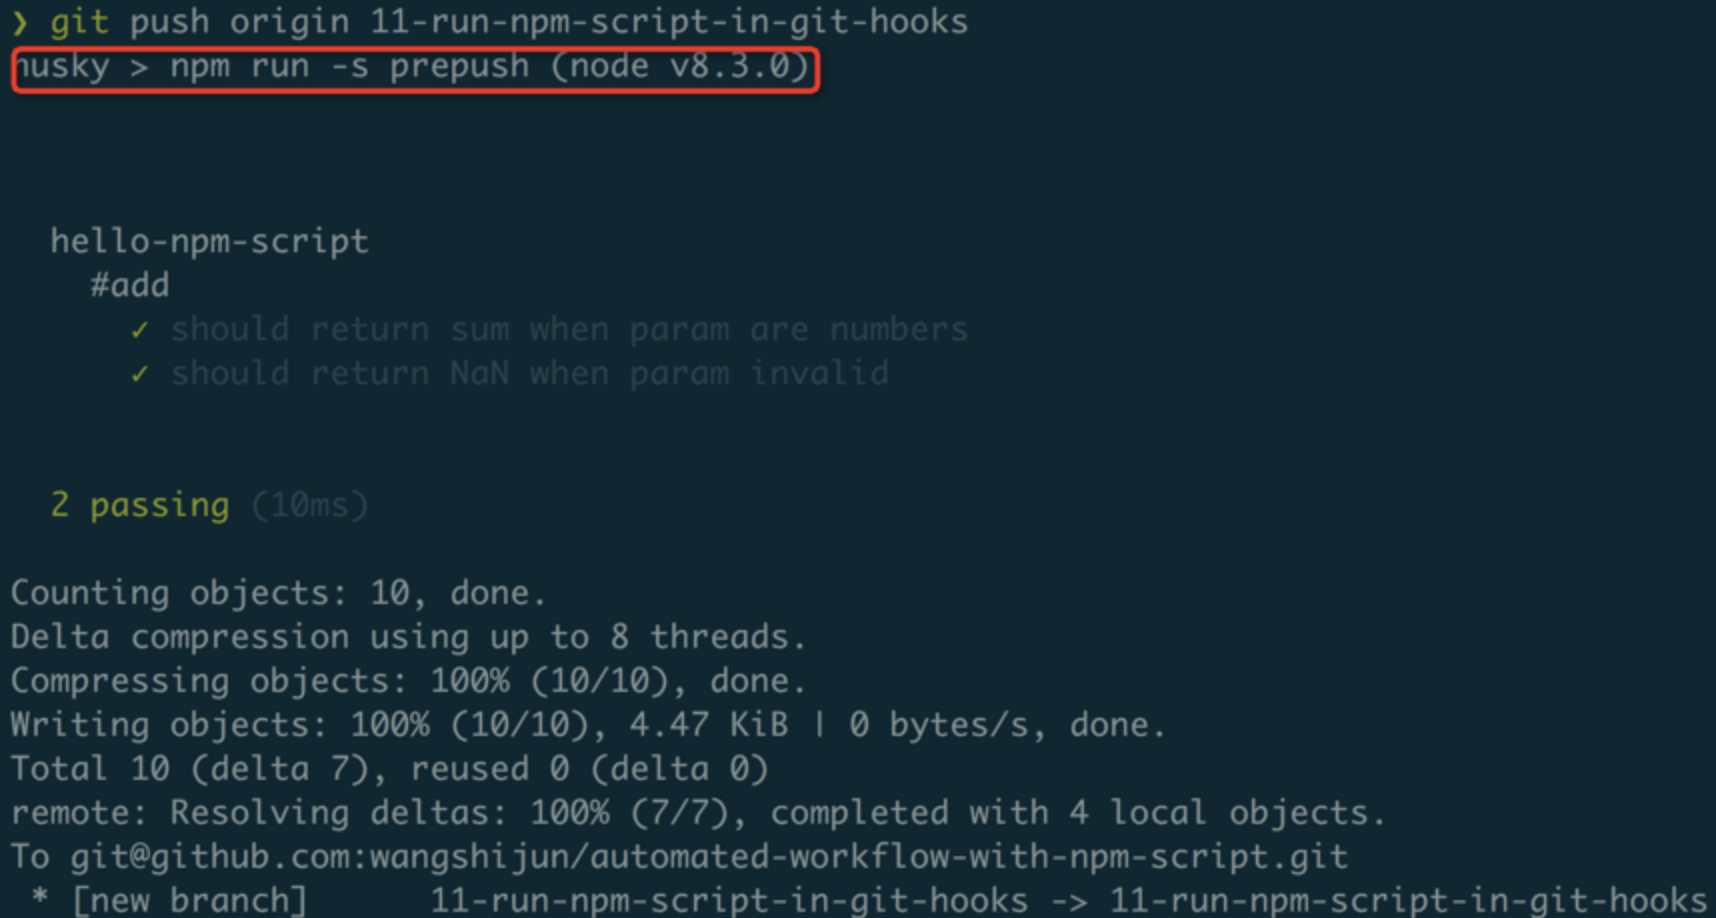 ❯ git push origin 11-run-npm-script-in-git-hooks
husky > npm run -s prepush (node v8.3.0)
hello-npm-script
#add
✓ should return sum when param are numbers
✓ should return NaN when param invalid
2 passing (10ms)
Counting objects: 10, done.
Delta compression using up to 8 threads.
Compressing objects: 100% (10/10), done.
Writing objects: 100% (10/10), 4.47 KiB | 0 bytes/s, done.
Total 10 (delta 7), reused 0 (delta 0)
remote: Resolving deltas: 100% (7/7), completed with 4 local objects.
To git@github.com:wangshijun/automated-workflow-with-npm-script.git
* [new branch]      11-run-npm-script-in-git-hooks -> 11-run-npm-script-in-git-hooks